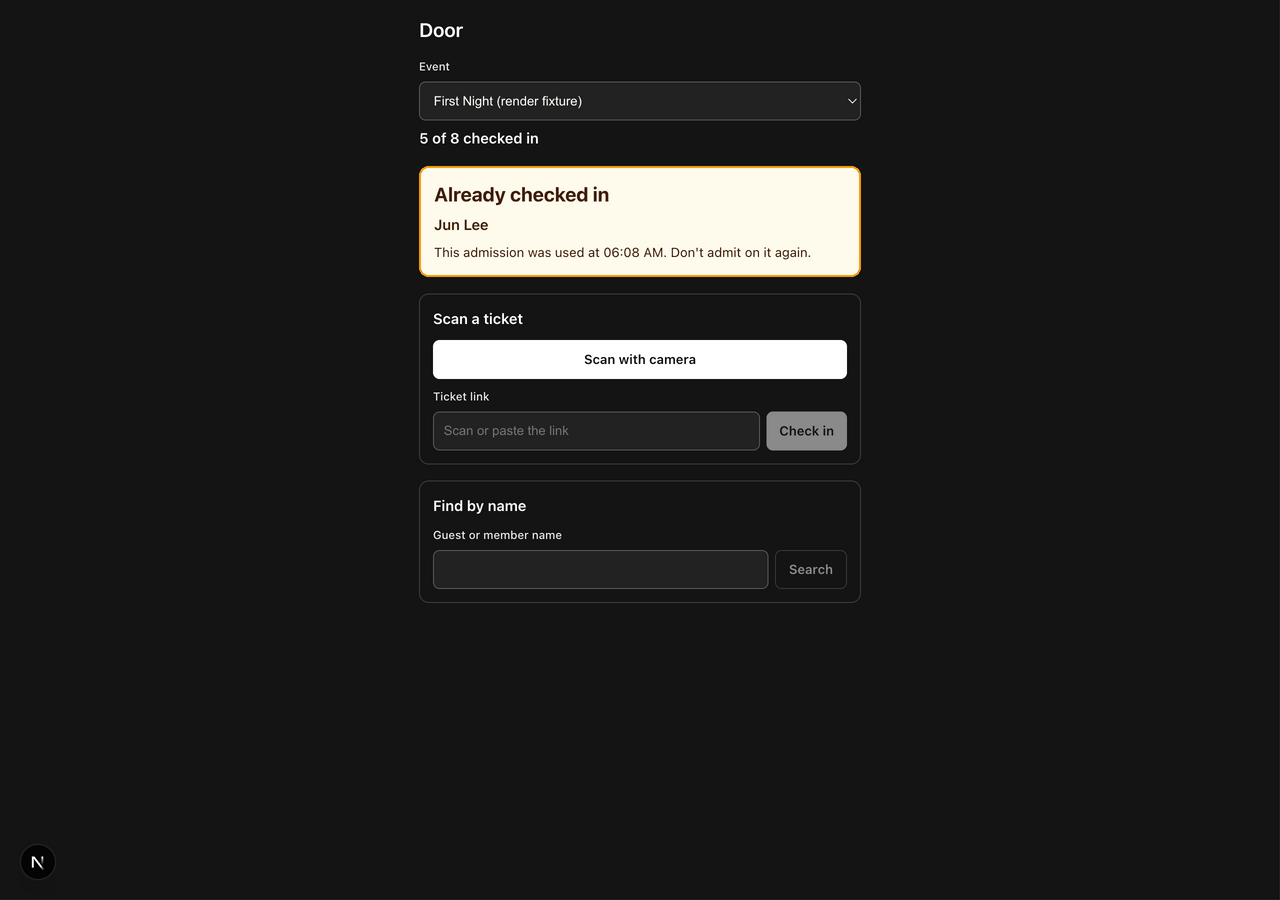 Door
Event
First Night (render fixture)
5 of 8 checked in
Already checked in
Jun Lee
This admission was used at 06:08 AM. Don't admit on it again.
Scan a ticket
Scan with camera
Ticket link
Scan or paste the link
Check in
Find by name
Guest or member name
Search
N